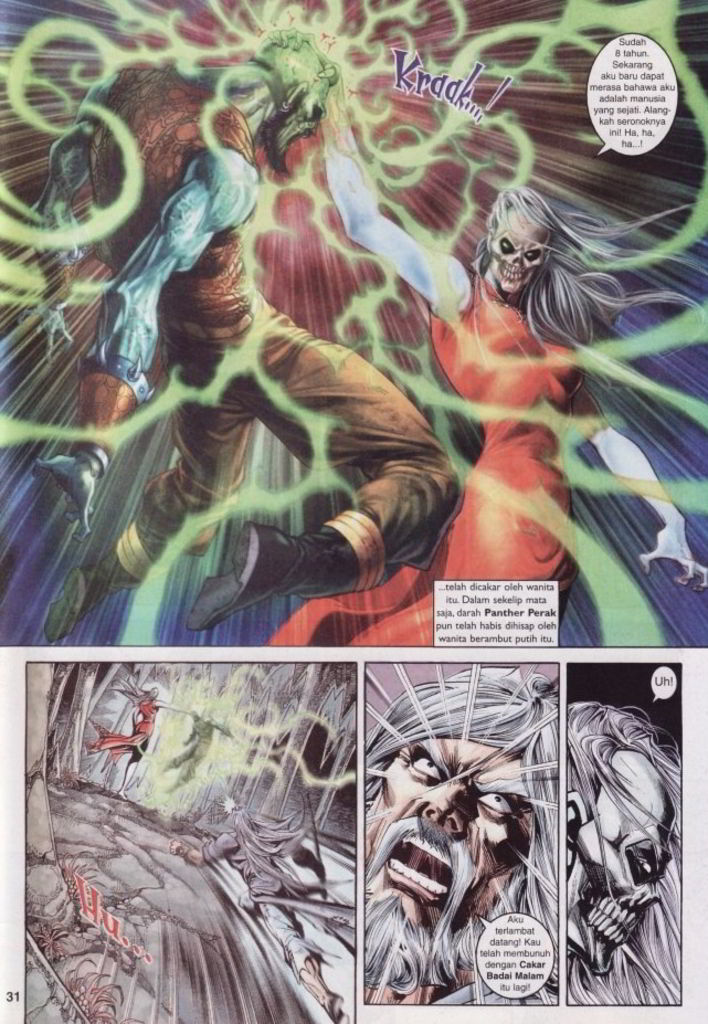 Kraak...!
Sudah
8 tahun.
Sekarang
aku baru dapat
merasa bahawa aku
adalah manusia
yang sejati. Alang-
kah seronoknya
ini! Ha, ha,
ha...!
...telah dicakar oleh wanita
itu. Dalam sekelip mata
saja, darah Panther Perak
pun telah habis dihisap oleh
wanita berambut putih itu.
Hu...
Aku
terlambat
datang! Kau
telah membunuh
dengan Cakar
Badai Malam
itu lagi!
Uh!
31